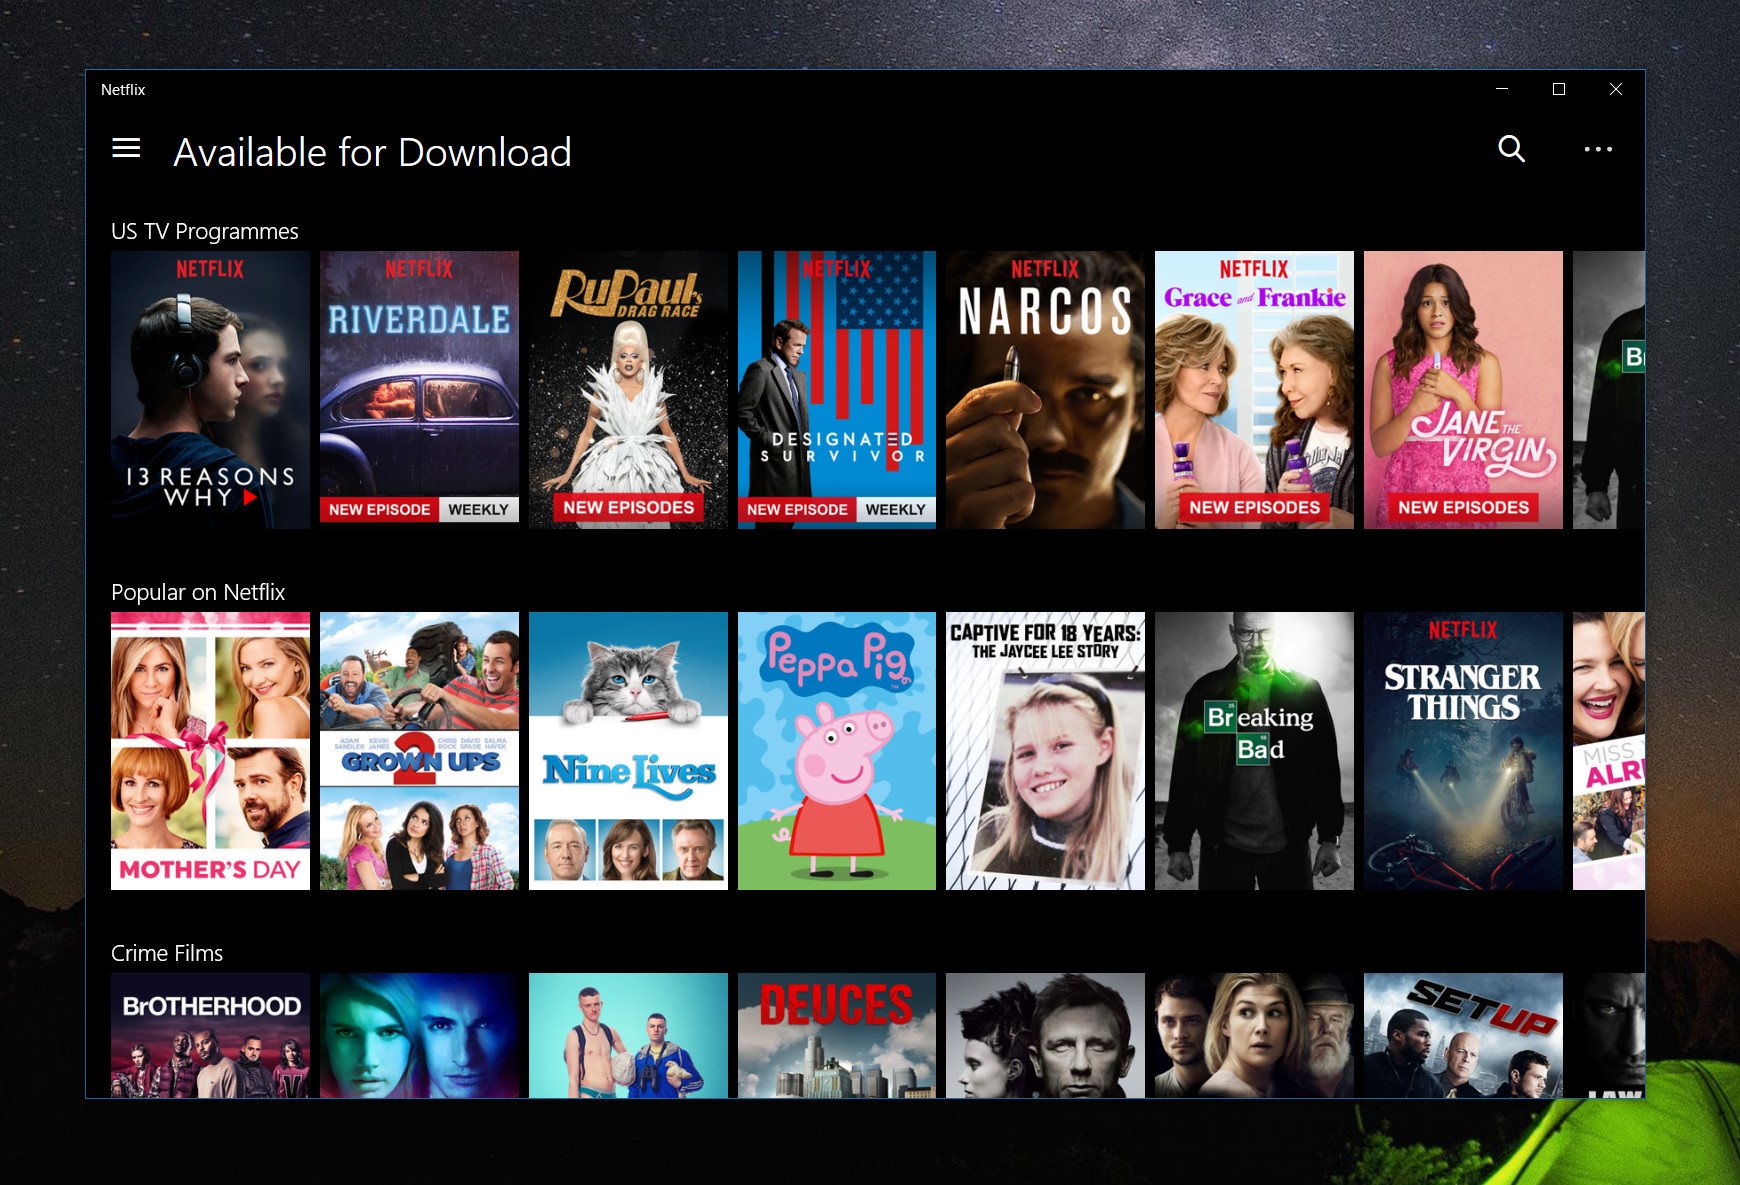 Netflix
Available for Download
US TV Programmes
NETFLIX
13 REASONS
WHY
NETFLIX
RIVERDALE
NEW EPISODE WEEKLY
RuPaul's
DRAG RACE
NEW EPISODES
NETFLIX
DESIGNATED
SURVIVOR
NEW EPISODE WEEKLY
NETFLIX
NARCOS
NETFLIX
Grace and Frankie
NEW EPISODES
JANE THE
VIRGIN
NEW EPISODES
Br
Popular on Netflix
MOTHER'S DAY
ADAM SANDLER KEVIN JAMES CHRIS ROCK DAVID SPADE SALMA HAYEK
GROWN UPS 2
Nine Lives
Peppa Pig
TM
CAPTIVE FOR 18 YEARS:
THE JAYCEE LEE STORY
Breaking
Bad
NETFLIX
STRANGER
THINGS
MISS
ALR
Crime Films
BrOTHERHOOD
DEUCES
SETUP
LAW